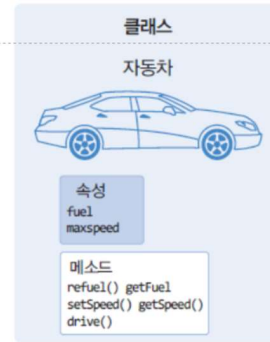 클래스
자동차
속성
fuel
maxspeed
메소드
refuel() getFuel
setSpeed() getSpeed()
drive()